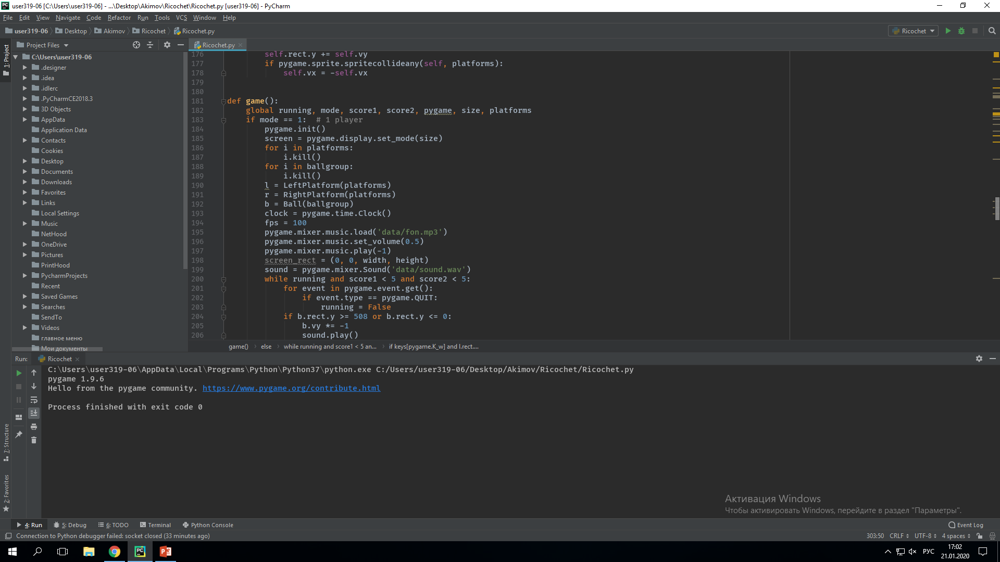 user319-06 [C:\Users\user319-06] - ...\Desktop\Akimov\Ricochet\Ricochet.py [user319-06] - PyCharm
File Edit View Navigate Code Refactor Run Tools VCS Window Help
user319-06 Desktop Akimov Ricochet Ricochet.py
Ricochet
Project Files
Ricochet.py
1: Project
C:\Users\user319-06
.designer
.idea
.idlerc
.PyCharmCE2018.3
3D Objects
AppData
Application Data
Contacts
Cookies
Desktop
Documents
Downloads
Favorites
Links
Local Settings
Music
NetHood
OneDrive
Pictures
PrintHood
PycharmProjects
Recent
Saved Games
Searches
SendTo
Videos
главное меню
Мои документы
176 self.rect.y += self.vy
177 if pygame.sprite.spritecollideany(self, platforms):
178 self.vx = -self.vx
179
180
181 def game():
182 global running, mode, score1, score2, pygame, size, platforms
183 if mode == 1:  # 1 player
184 pygame.init()
185 screen = pygame.display.set_mode(size)
186 for i in platforms:
187 i.kill()
188 for i in ballgroup:
189 i.kill()
190 l = LeftPlatform(platforms)
191 r = RightPlatform(platforms)
192 b = Ball(ballgroup)
193 clock = pygame.time.Clock()
194 fps = 100
195 pygame.mixer.music.load('data/fon.mp3')
196 pygame.mixer.music.set_volume(0.5)
197 pygame.mixer.music.play(-1)
198 screen_rect = (0, 0, width, height)
199 sound = pygame.mixer.Sound('data/sound.wav')
200 while running and score1 < 5 and score2 < 5:
201 for event in pygame.event.get():
202 if event.type == pygame.QUIT:
203 running = False
204 if b.rect.y >= 508 or b.rect.y <= 0:
205 b.vy *= -1
206 sound.play()
game() else while running and score1 < 5 an... if keys[pygame.K_w] and l.rect....
Run: Ricochet
C:\Users\user319-06\AppData\Local\Programs\Python\Python37\python.exe C:/Users/user319-06/Desktop/Akimov/Ricochet/Ricochet.py
pygame 1.9.6
Hello from the pygame community. https://www.pygame.org/contribute.html
Process finished with exit code 0
7: Structure
2: Favorites
Активация Windows
Чтобы активировать Windows, перейдите в раздел "Параметры".
4: Run 5: Debug 6: TODO Terminal Python Console Event Log
Connection to Python debugger failed: socket closed (33 minutes ago) 303:50 CRLF UTF-8 4 spaces
РУС 17:02
21.01.2020